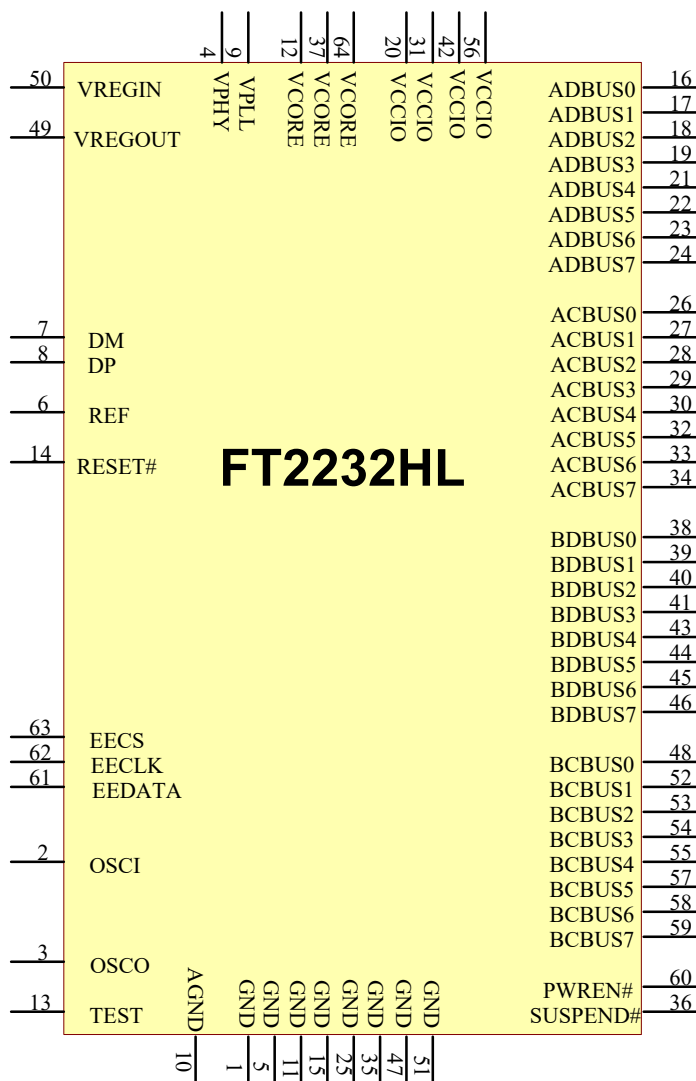 4 9 12 37 64 20 31 42 56
VPHY VPLL VCORE VCORE VCORE VCCIO VCCIO VCCIO VCCIO
50 VREGIN
49 VREGOUT
7 DM
8 DP
6 REF
14 RESET#
FT2232HL
63 EECS
62 EECLK
61 EEDATA
2 OSCI
3 OSCO
13 TEST
ADBUS0 16
ADBUS1 17
ADBUS2 18
ADBUS3 19
ADBUS4 21
ADBUS5 22
ADBUS6 23
ADBUS7 24
ACBUS0 26
ACBUS1 27
ACBUS2 28
ACBUS3 29
ACBUS4 30
ACBUS5 32
ACBUS6 33
ACBUS7 34
BDBUS0 38
BDBUS1 39
BDBUS2 40
BDBUS3 41
BDBUS4 43
BDBUS5 44
BDBUS6 45
BDBUS7 46
BCBUS0 48
BCBUS1 52
BCBUS2 53
BCBUS3 54
BCBUS4 55
BCBUS5 57
BCBUS6 58
BCBUS7 59
PWREN# 60
SUSPEND# 36
AGND GND GND GND GND GND GND GND GND
10 1 5 11 15 25 35 47 51